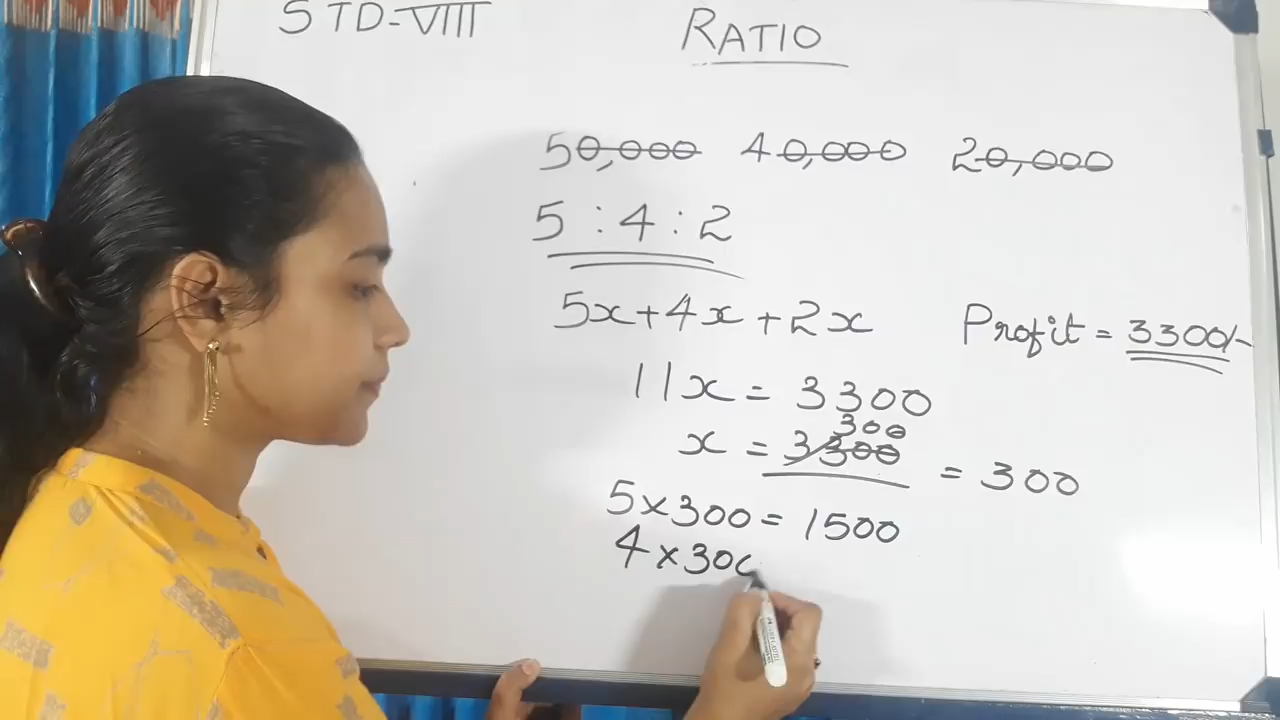 STD-VIII
RATIO
50,000 40,000 20,000
5 : 4 : 2
5x+4x+2x
Profit = 3300/-
11x = 3300
300
x = 3300 = 300
5x300 = 1500
4x300